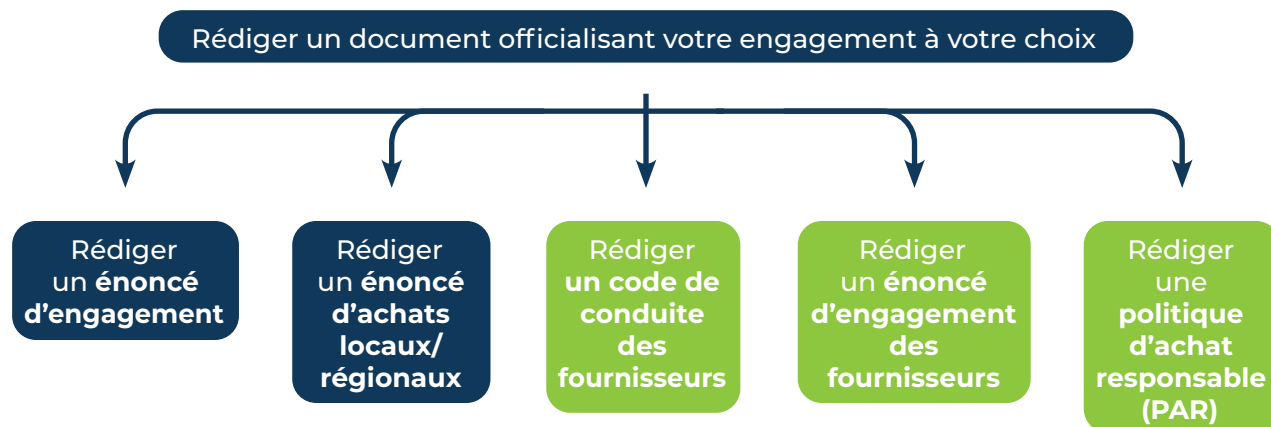 Rédiger un document officialisant votre engagement à votre choix
Rédiger
un énoncé
d’engagement
Rédiger
un énoncé
d’achats
locaux/
régionaux
Rédiger
un code de
conduite
des
fournisseurs
Rédiger
un énoncé
d’engagement
des
fournisseurs
Rédiger
une
politique
d’achat
responsable
(PAR)